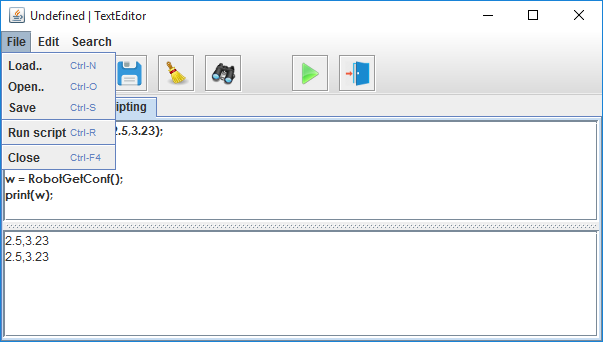 Undefined | TextEditor
File Edit Search
Load.. Ctrl-N
Open.. Ctrl-O
Save Ctrl-S
Run script Ctrl-R
Close Ctrl-F4
ipting
2.5,3.23);
w = RobotGetConf();
print(w);
2.5,3.23
2.5,3.23